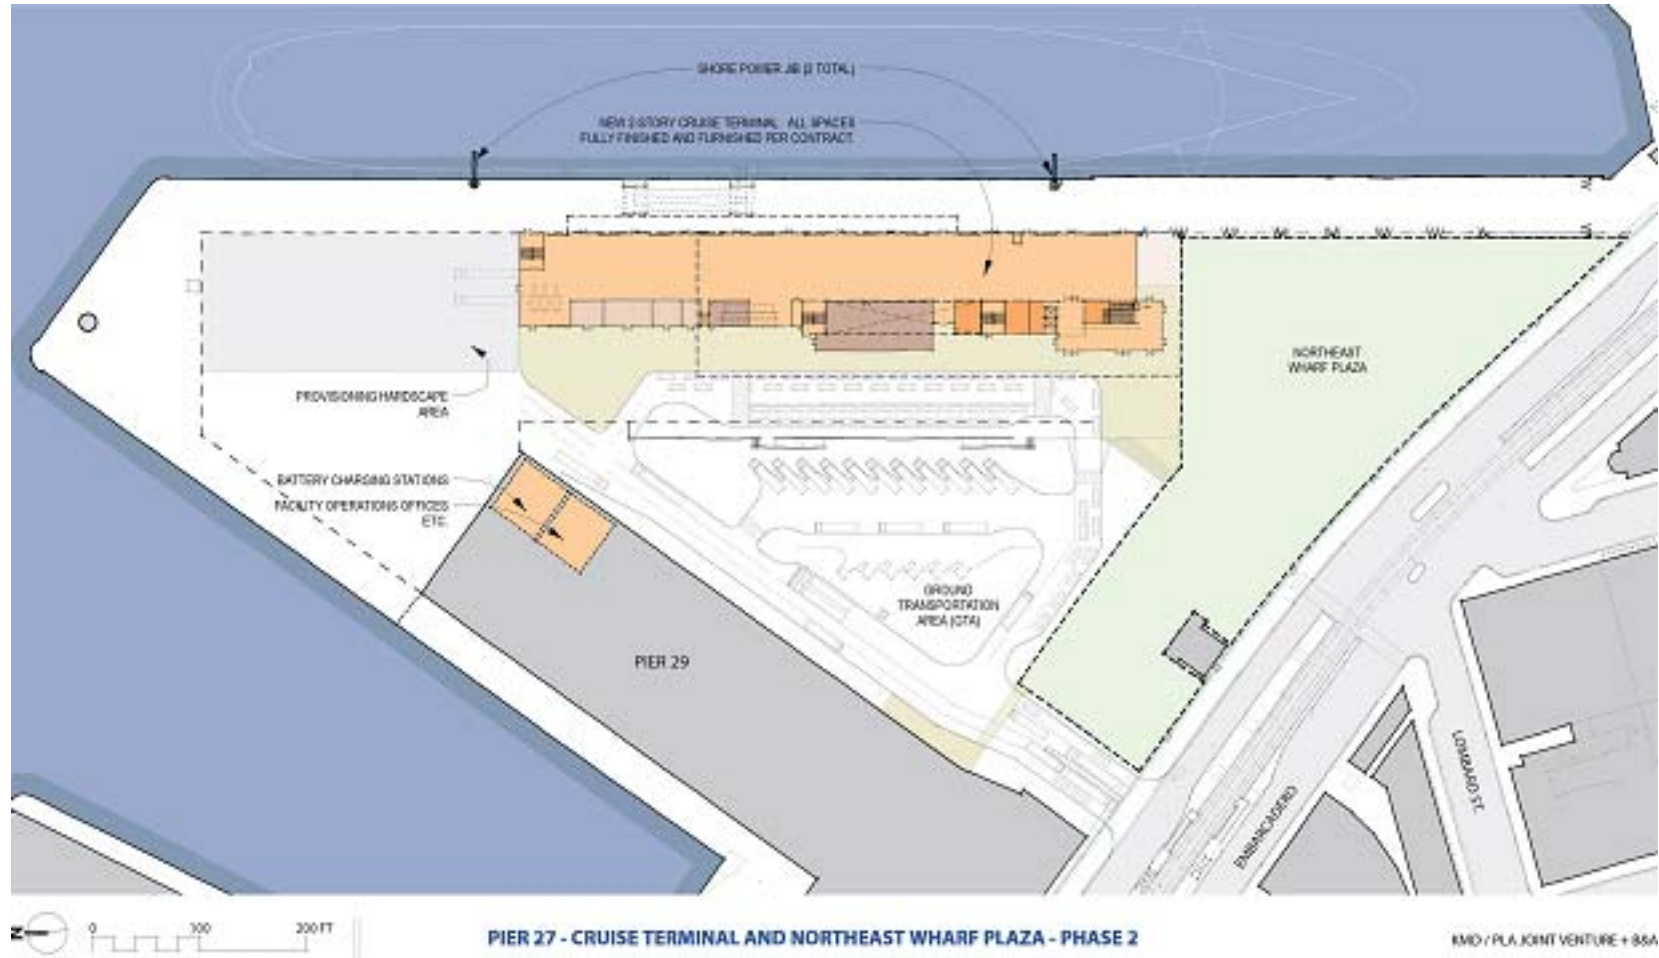 SHORE POWER JIB (2 TOTAL)
NEW 2-STORY CRUISE TERMINAL. ALL SPACES
FULLY FINISHED AND FURNISHED PER CONTRACT.
NORTHEAST
WHARF PLAZA
PROVISIONING HARDSCAPE
AREA
BATTERY CHARGING STATIONS
FACILITY OPERATIONS OFFICES
ETC.
GROUND
TRANSPORTATION
AREA (GTA)
PIER 29
LOMBARD ST.
EMBARCADERO
N
0 100 200 FT
PIER 27 - CRUISE TERMINAL AND NORTHEAST WHARF PLAZA - PHASE 2
KMD / PLA JOINT VENTURE + B&A